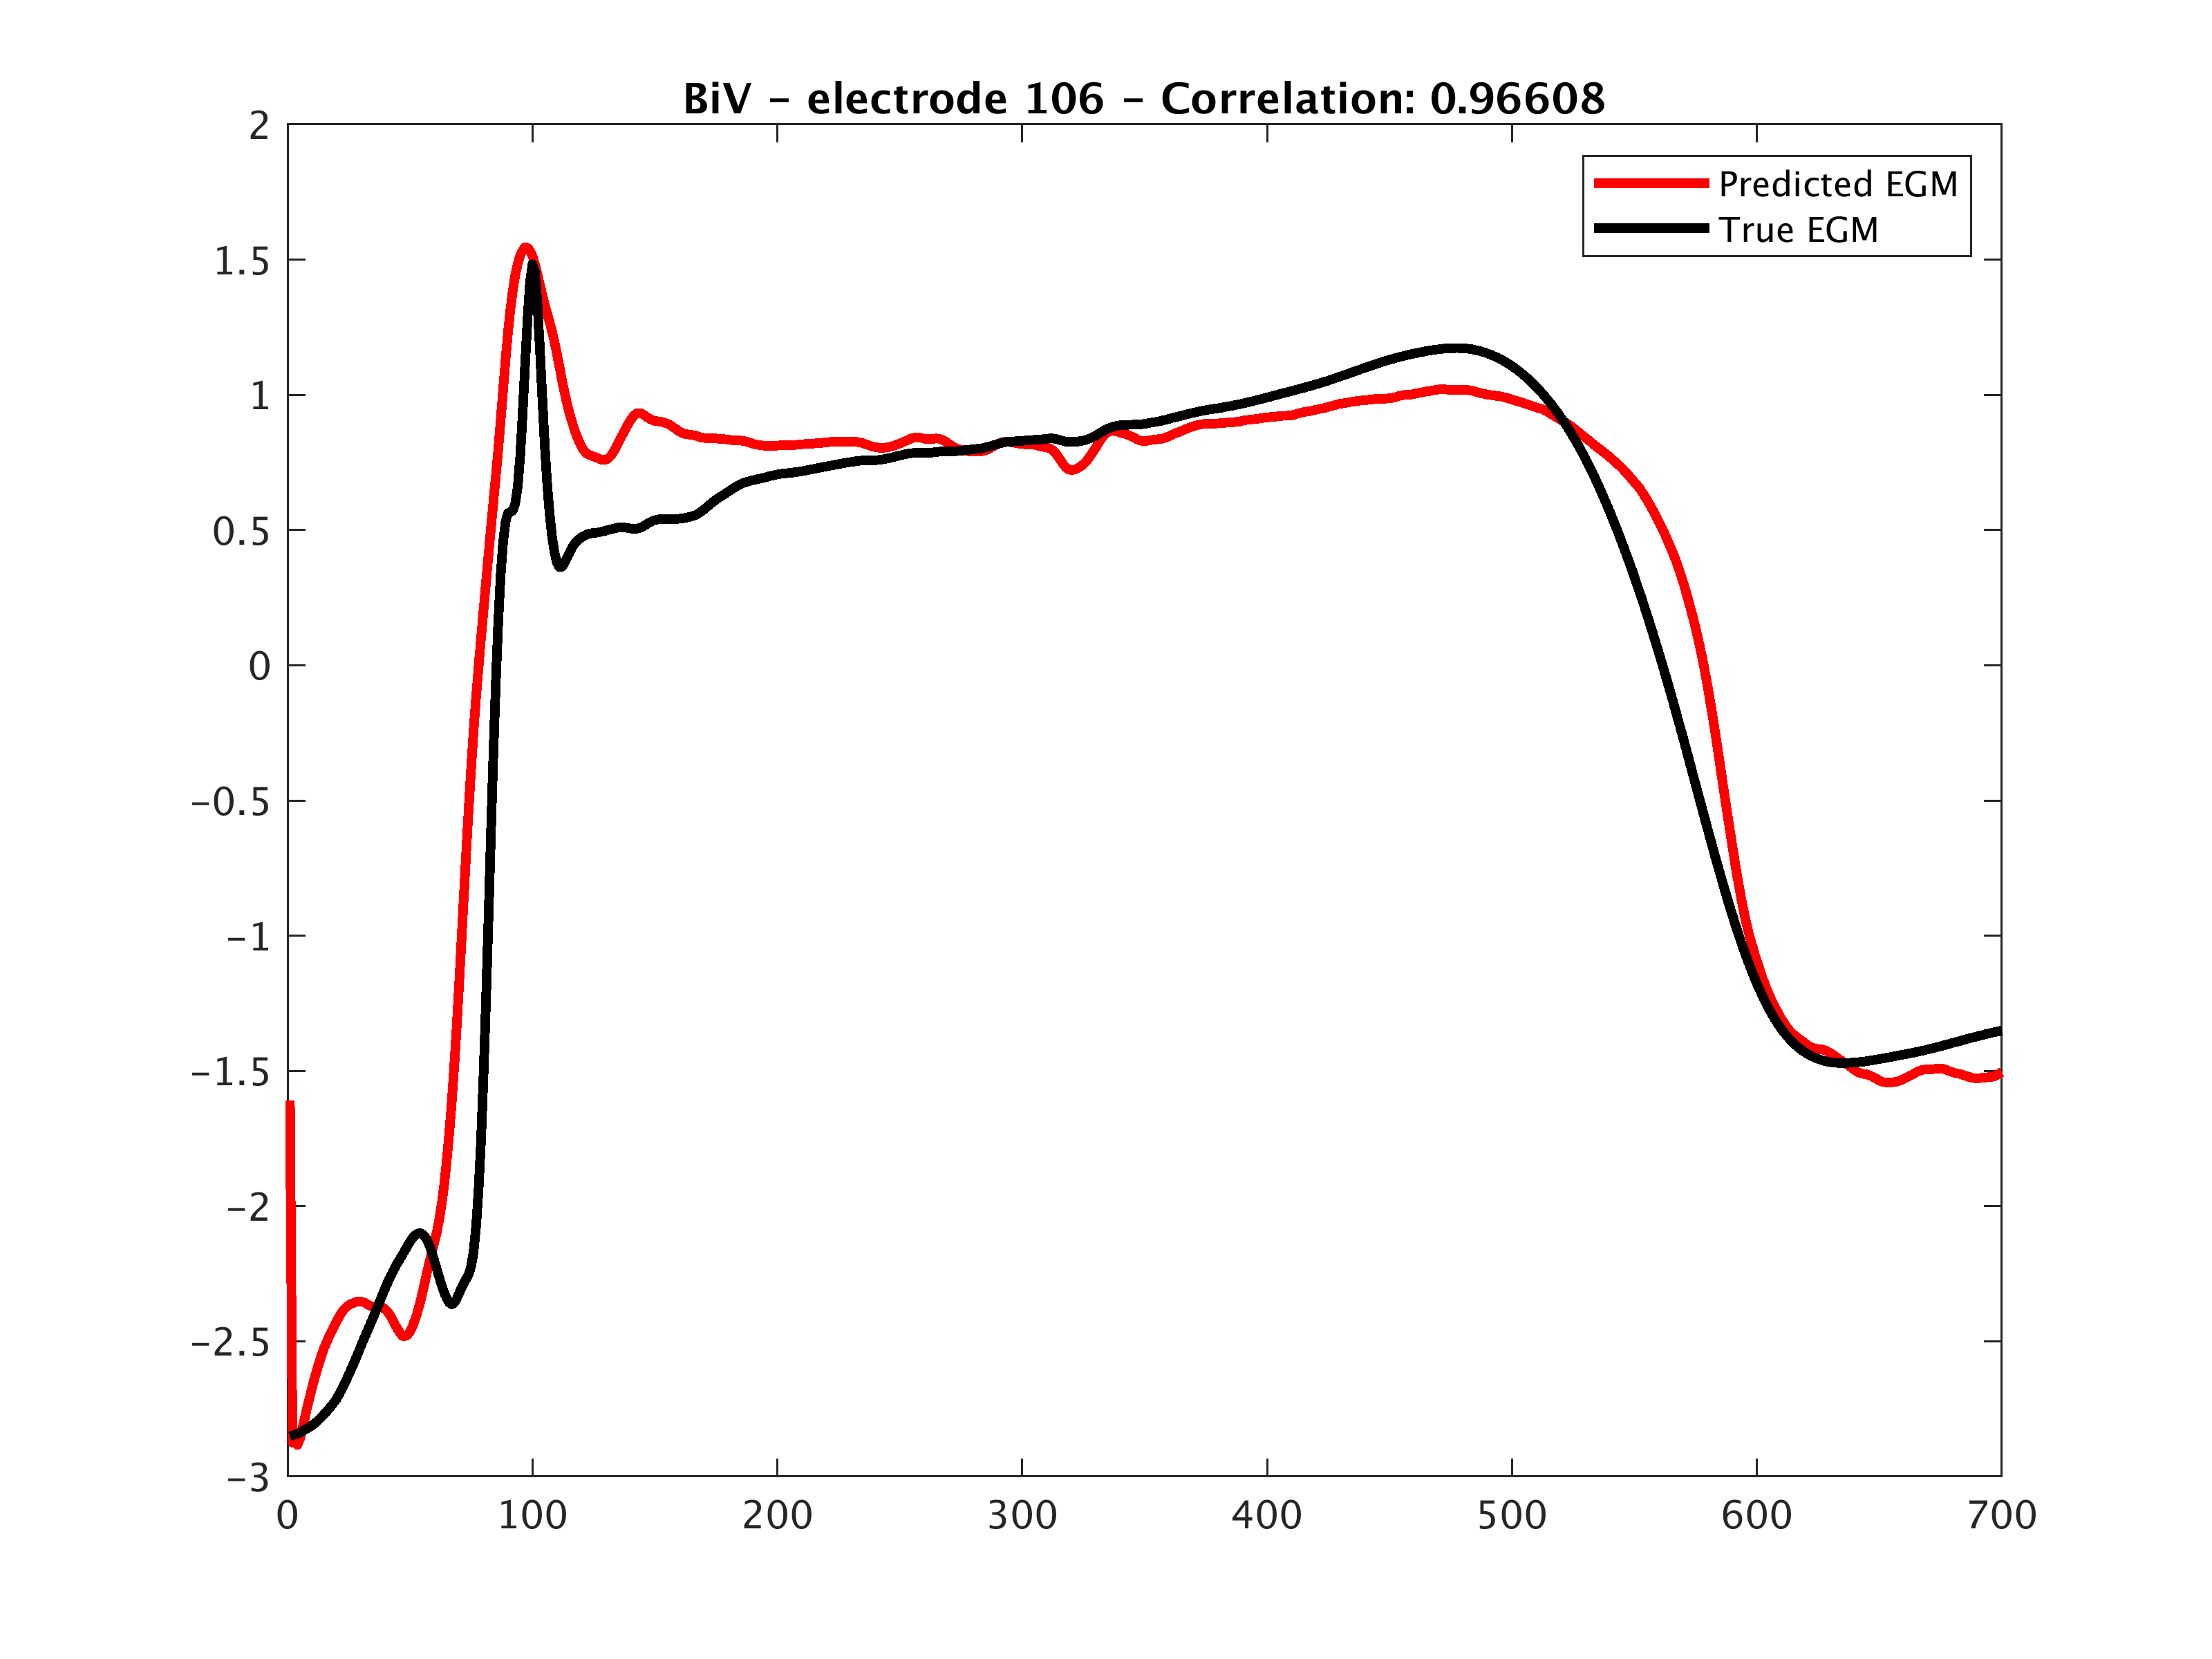 BiV – electrode 106 – Correlation: 0.96608
Predicted EGM
True EGM
2
1.5
1
0.5
0
−0.5
−1
−1.5
−2
−2.5
−3
0 100 200 300 400 500 600 700